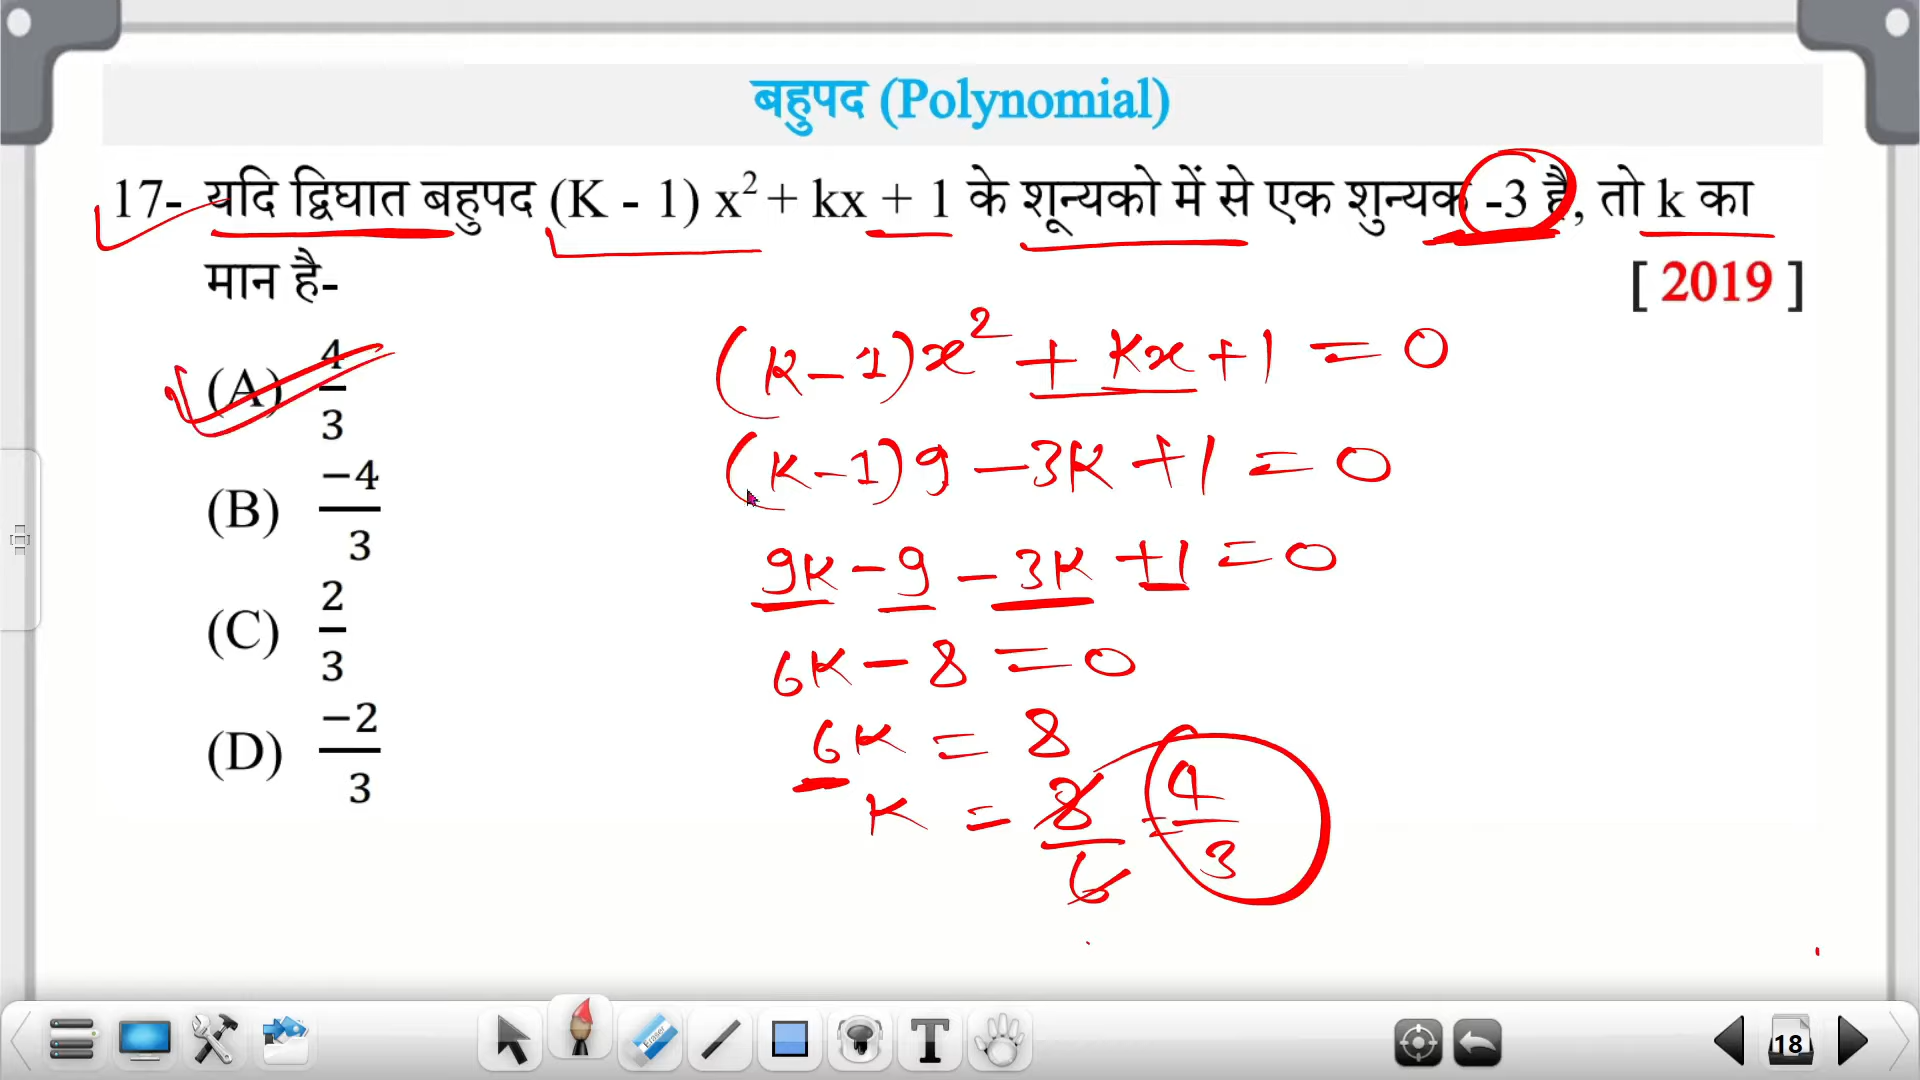 बहुपद (Polynomial)
17- यदि द्विघात बहुपद (K - 1) x² + kx + 1 के शून्यको में से एक शुन्यक -3 है, तो k का
मान है-
[ 2019 ]
(A) 4/3
(B) −4/3
(C) 2/3
(D) −2/3
(k-1)x² + kx + 1 = 0
(k-1)9 - 3k + 1 = 0
9k - 9 - 3k + 1 = 0
6k - 8 = 0
6k = 8
k = 8/6 = 4/3
Eraser
T
18